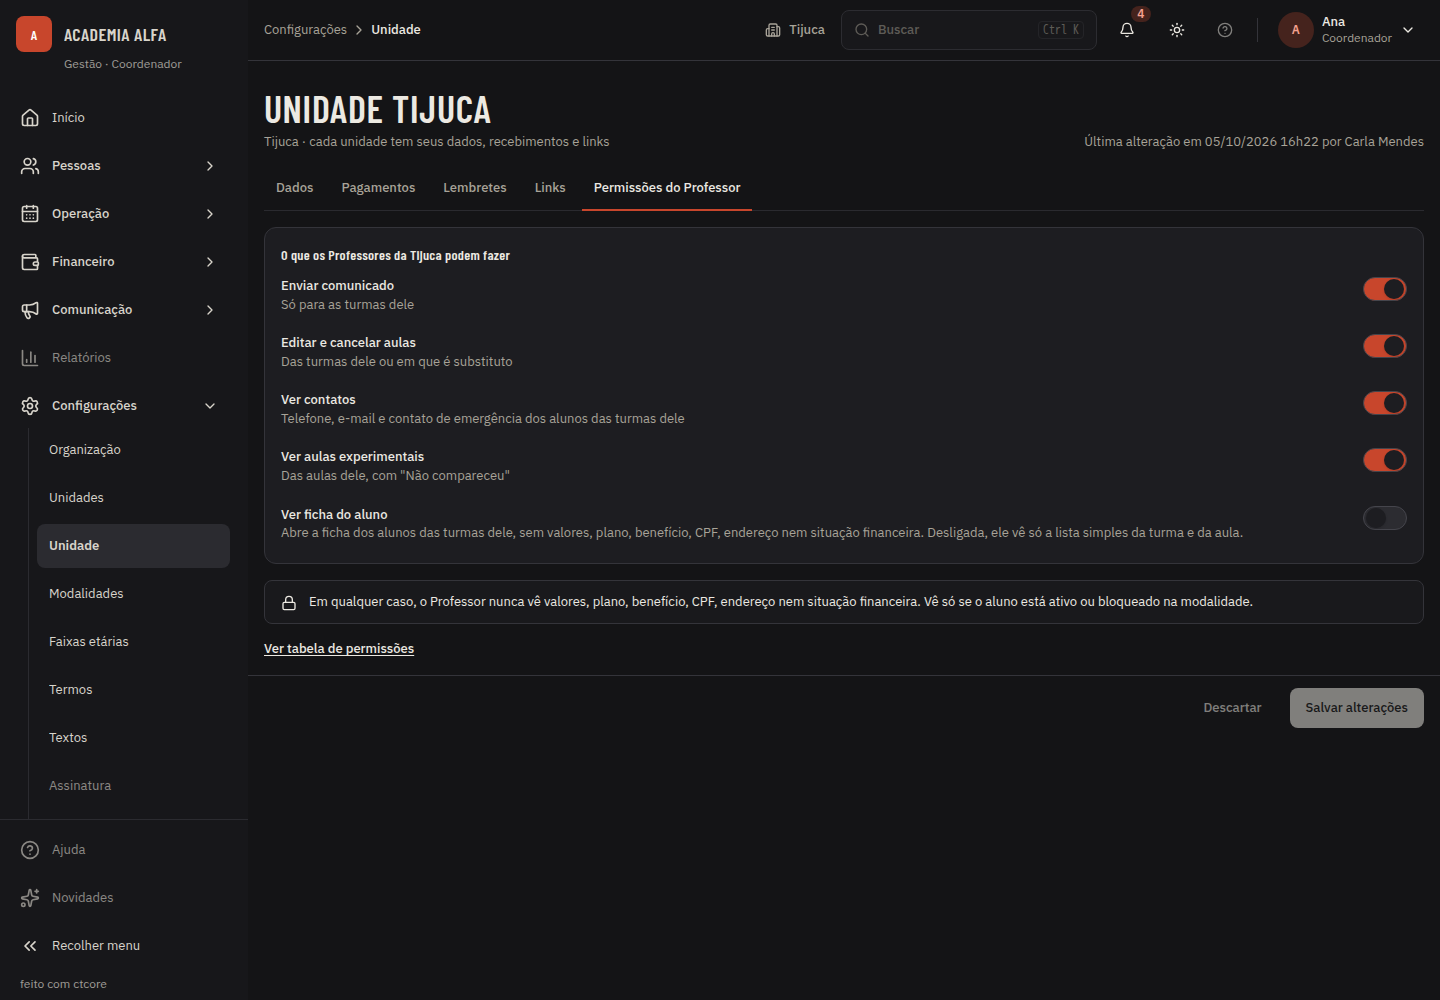 A
ACADEMIA ALFA
Gestão · Coordenador
Início
Pessoas
Operação
Financeiro
Comunicação
Relatórios
Configurações
Organização
Unidades
Unidade
Modalidades
Faixas etárias
Termos
Textos
Assinatura
Ajuda
Novidades
Recolher menu
feito com ctcore
Configurações > Unidade
Tijuca
Buscar
Ctrl K
4
A
Ana
Coordenador
UNIDADE TIJUCA
Tijuca · cada unidade tem seus dados, recebimentos e links
Última alteração em 05/10/2026 16h22 por Carla Mendes
Dados
Pagamentos
Lembretes
Links
Permissões do Professor
O que os Professores da Tijuca podem fazer
Enviar comunicado
Só para as turmas dele
Editar e cancelar aulas
Das turmas dele ou em que é substituto
Ver contatos
Telefone, e-mail e contato de emergência dos alunos das turmas dele
Ver aulas experimentais
Das aulas dele, com "Não compareceu"
Ver ficha do aluno
Abre a ficha dos alunos das turmas dele, sem valores, plano, benefício, CPF, endereço nem situação financeira. Desligada, ele vê só a lista simples da turma e da aula.
Em qualquer caso, o Professor nunca vê valores, plano, benefício, CPF, endereço nem situação financeira. Vê só se o aluno está ativo ou bloqueado na modalidade.
Ver tabela de permissões
Descartar
Salvar alterações